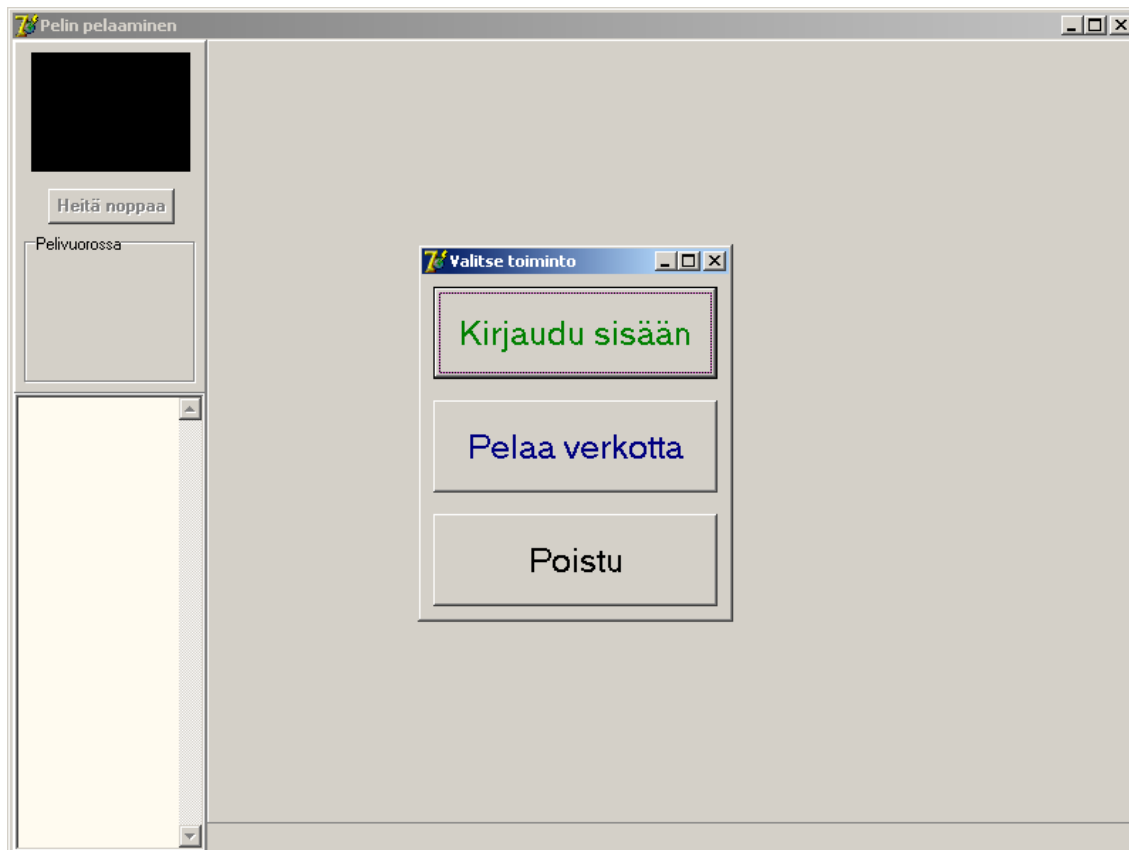 Pelin pelaaminen
Heitä noppaa
Pelivuorossa
Valitse toiminto
Kirjaudu sisään
Pelaa verkotta
Poistu